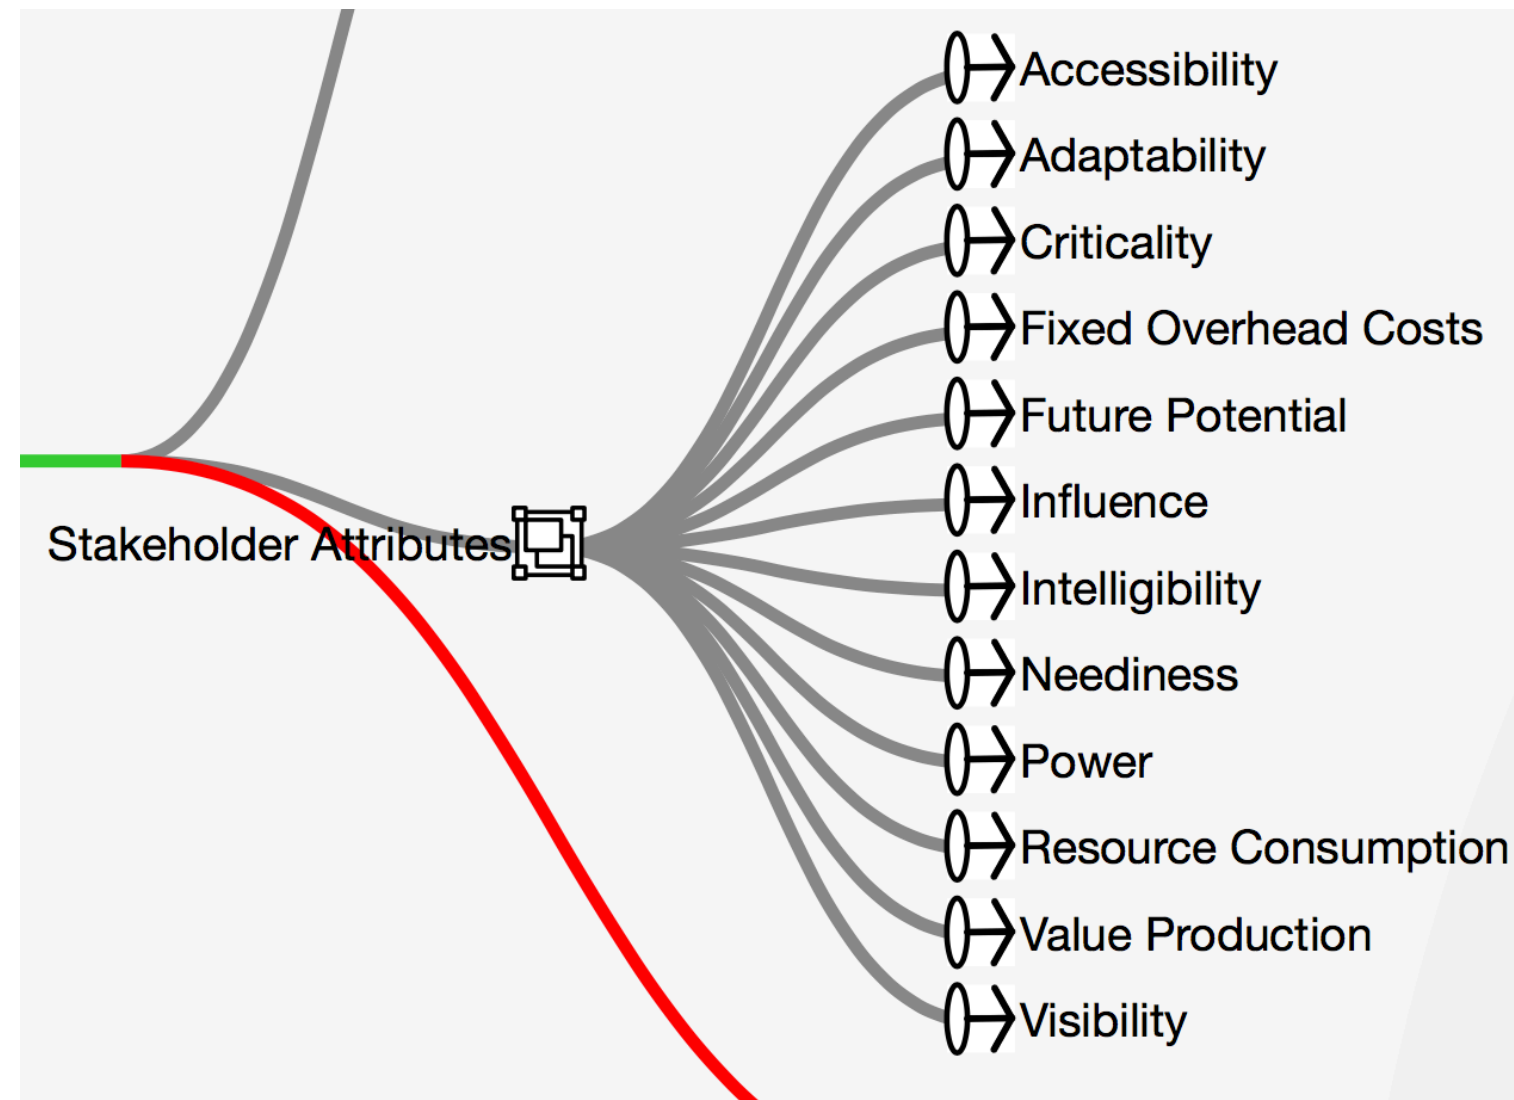 Accessibility
Adaptability
Criticality
Fixed Overhead Costs
Future Potential
Influence
Stakeholder Attributes
Intelligibility
Neediness
Power
Resource Consumption
Value Production
Visibility